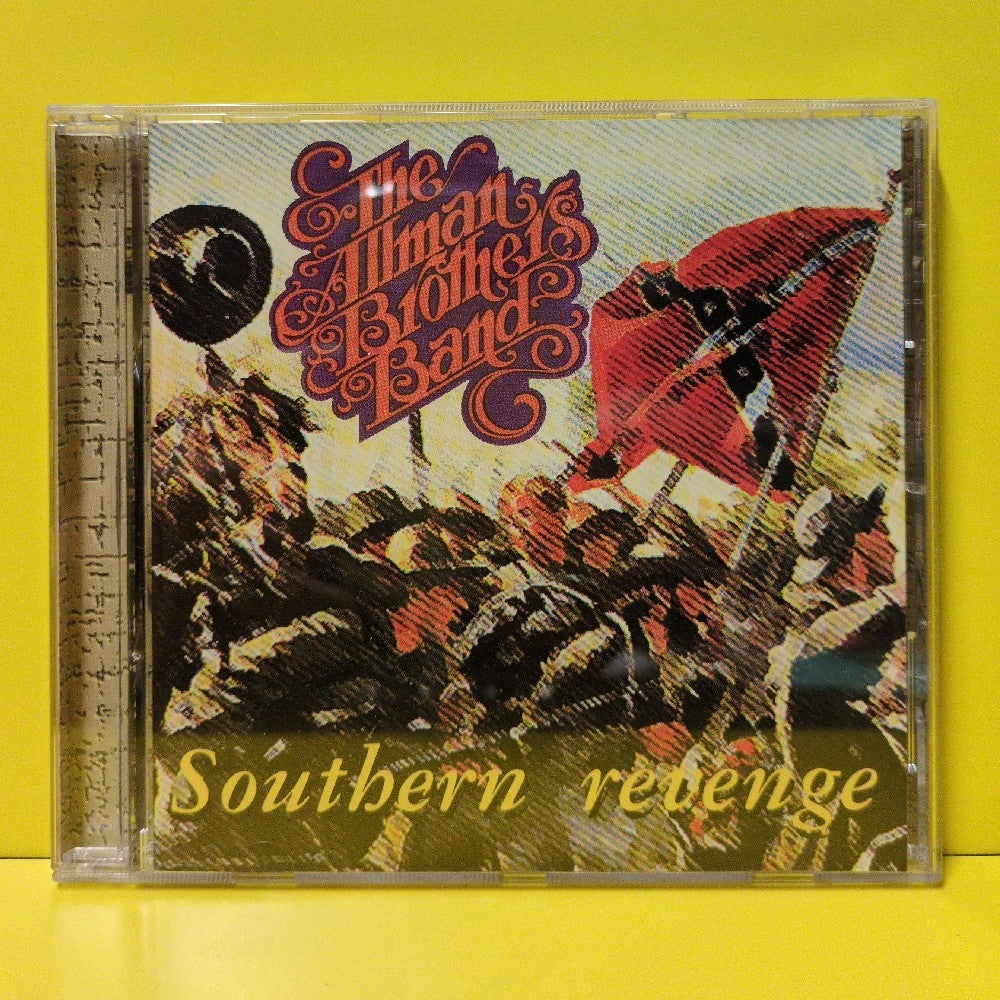 The
Allman
Brothers
Band
Southern revenge